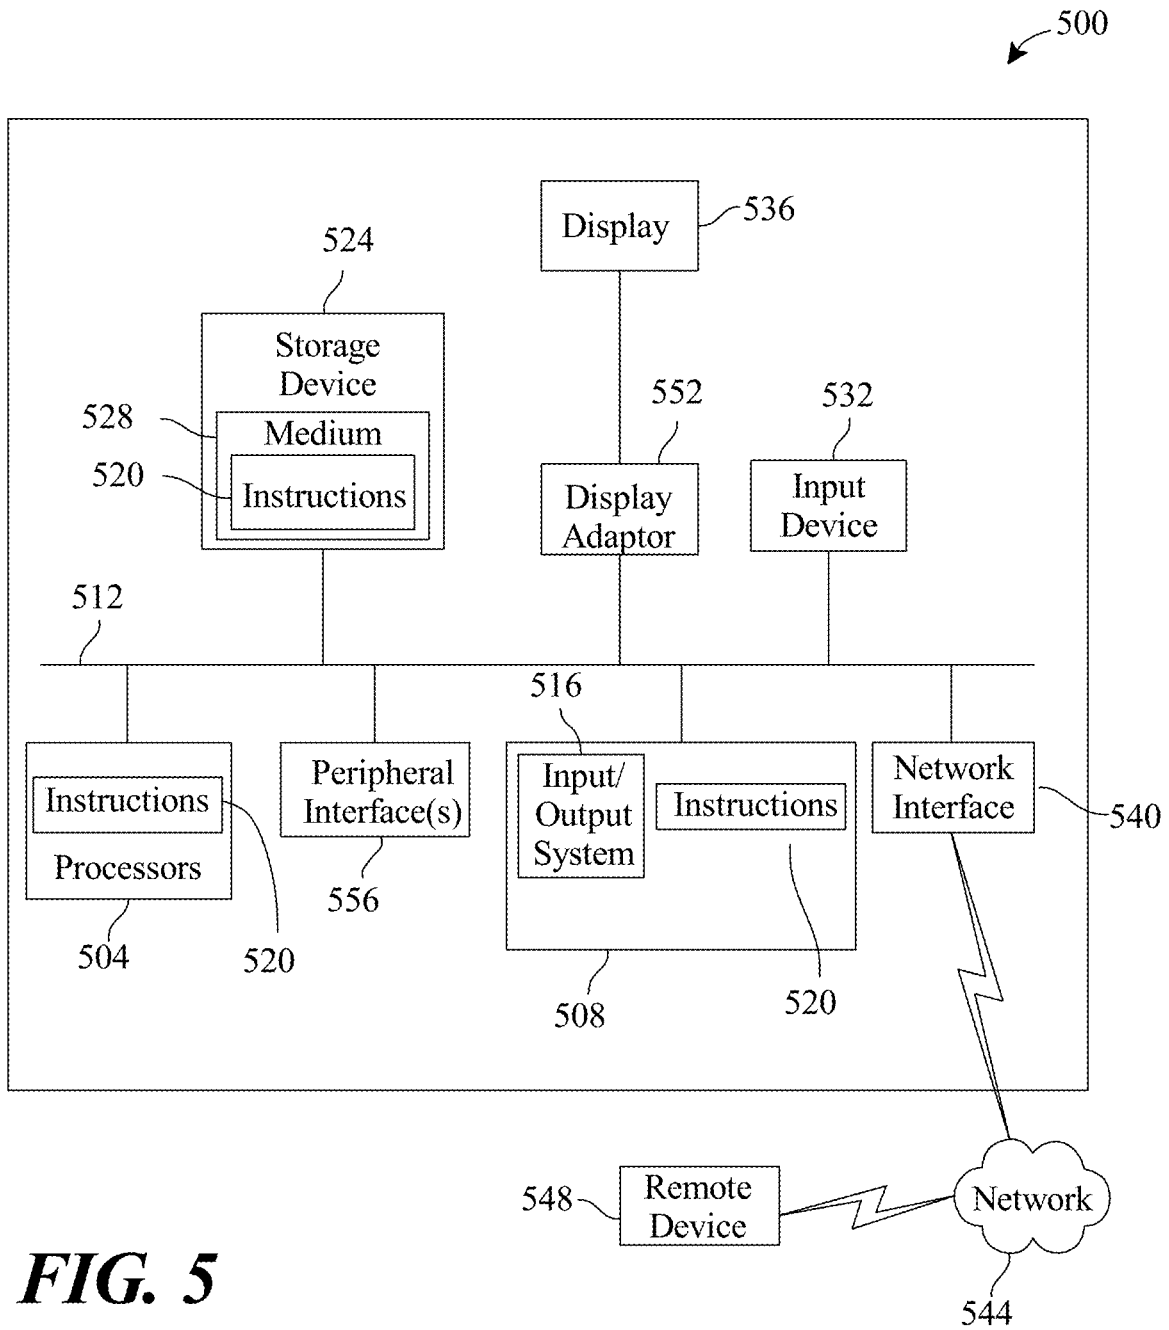 500
Display
536
524
Storage
Device
528
Medium
520
Instructions
552
Display
Adaptor
532
Input
Device
512
516
Instructions
Processors
504
520
Peripheral
Interface(s)
556
Input/
Output
System
Instructions
508
520
Network
Interface
540
548
Remote
Device
Network
544
FIG. 5